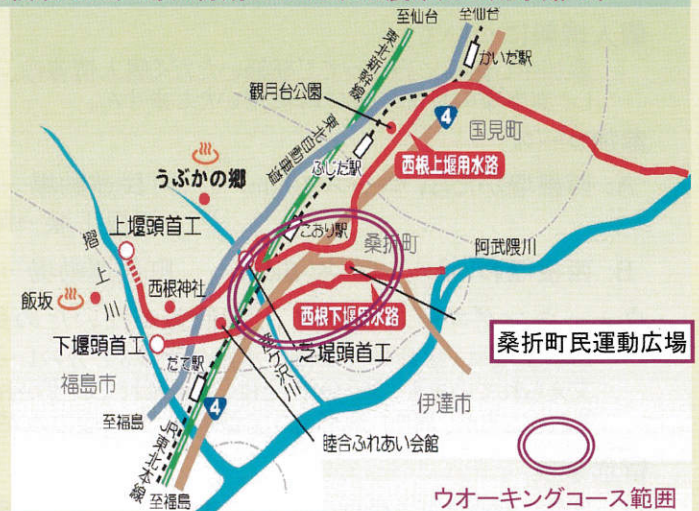 至仙台
至仙台
東北新幹線
かいだ駅
観月台公園
東北自動車道
4
国見町
ふじた駅
西根上堰用水路
うぶかの郷
上堰頭首工
こおり駅
桑折町
阿武隈川
摺上川
西根神社
飯坂
西根下堰用水路
下堰頭首工
芝堤頭首工
桑折町民運動広場
だて駅
福島市
4
伊達市
至福島
睦合ふれあい会館
JR東北本線
至福島
ウオーキングコース範囲